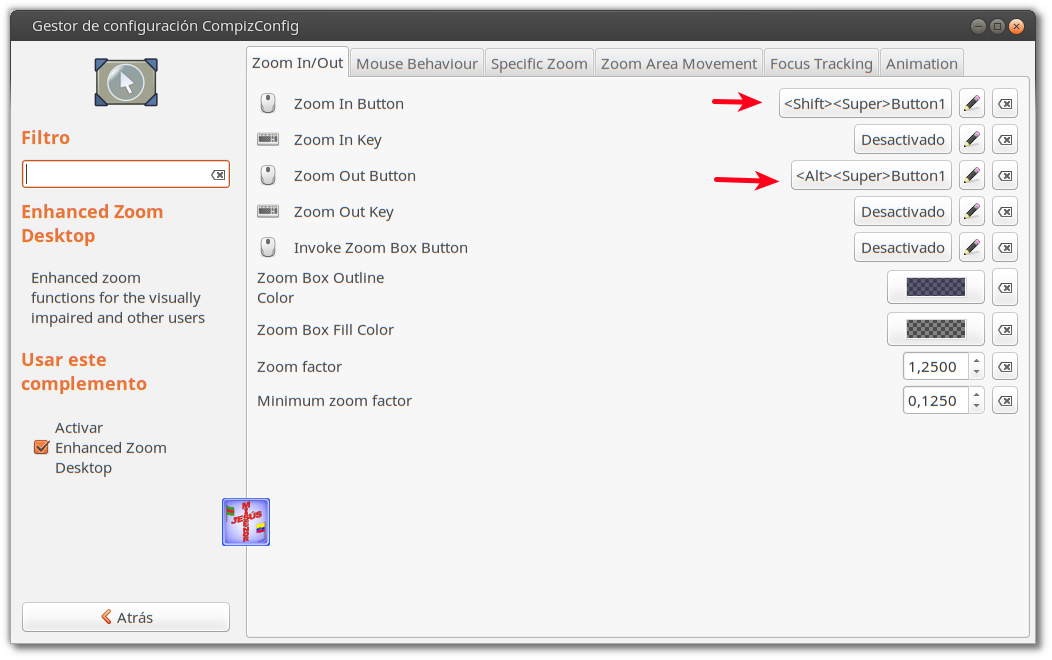 Gestor de configuración CompizConfig
Filtro
Enhanced Zoom
Desktop
Enhanced zoom
functions for the visually
impaired and other users
Usar este
complemento
Activar
Enhanced Zoom
Desktop
Atrás
Zoom In/Out
Mouse Behaviour
Specific Zoom
Zoom Area Movement
Focus Tracking
Animation
Zoom In Button
<Shift><Super>Button1
Zoom In Key
Desactivado
Zoom Out Button
<Alt><Super>Button1
Zoom Out Key
Desactivado
Invoke Zoom Box Button
Desactivado
Zoom Box Outline
Color
Zoom Box Fill Color
Zoom factor
1,2500
Minimum zoom factor
0,1250
JESÚS